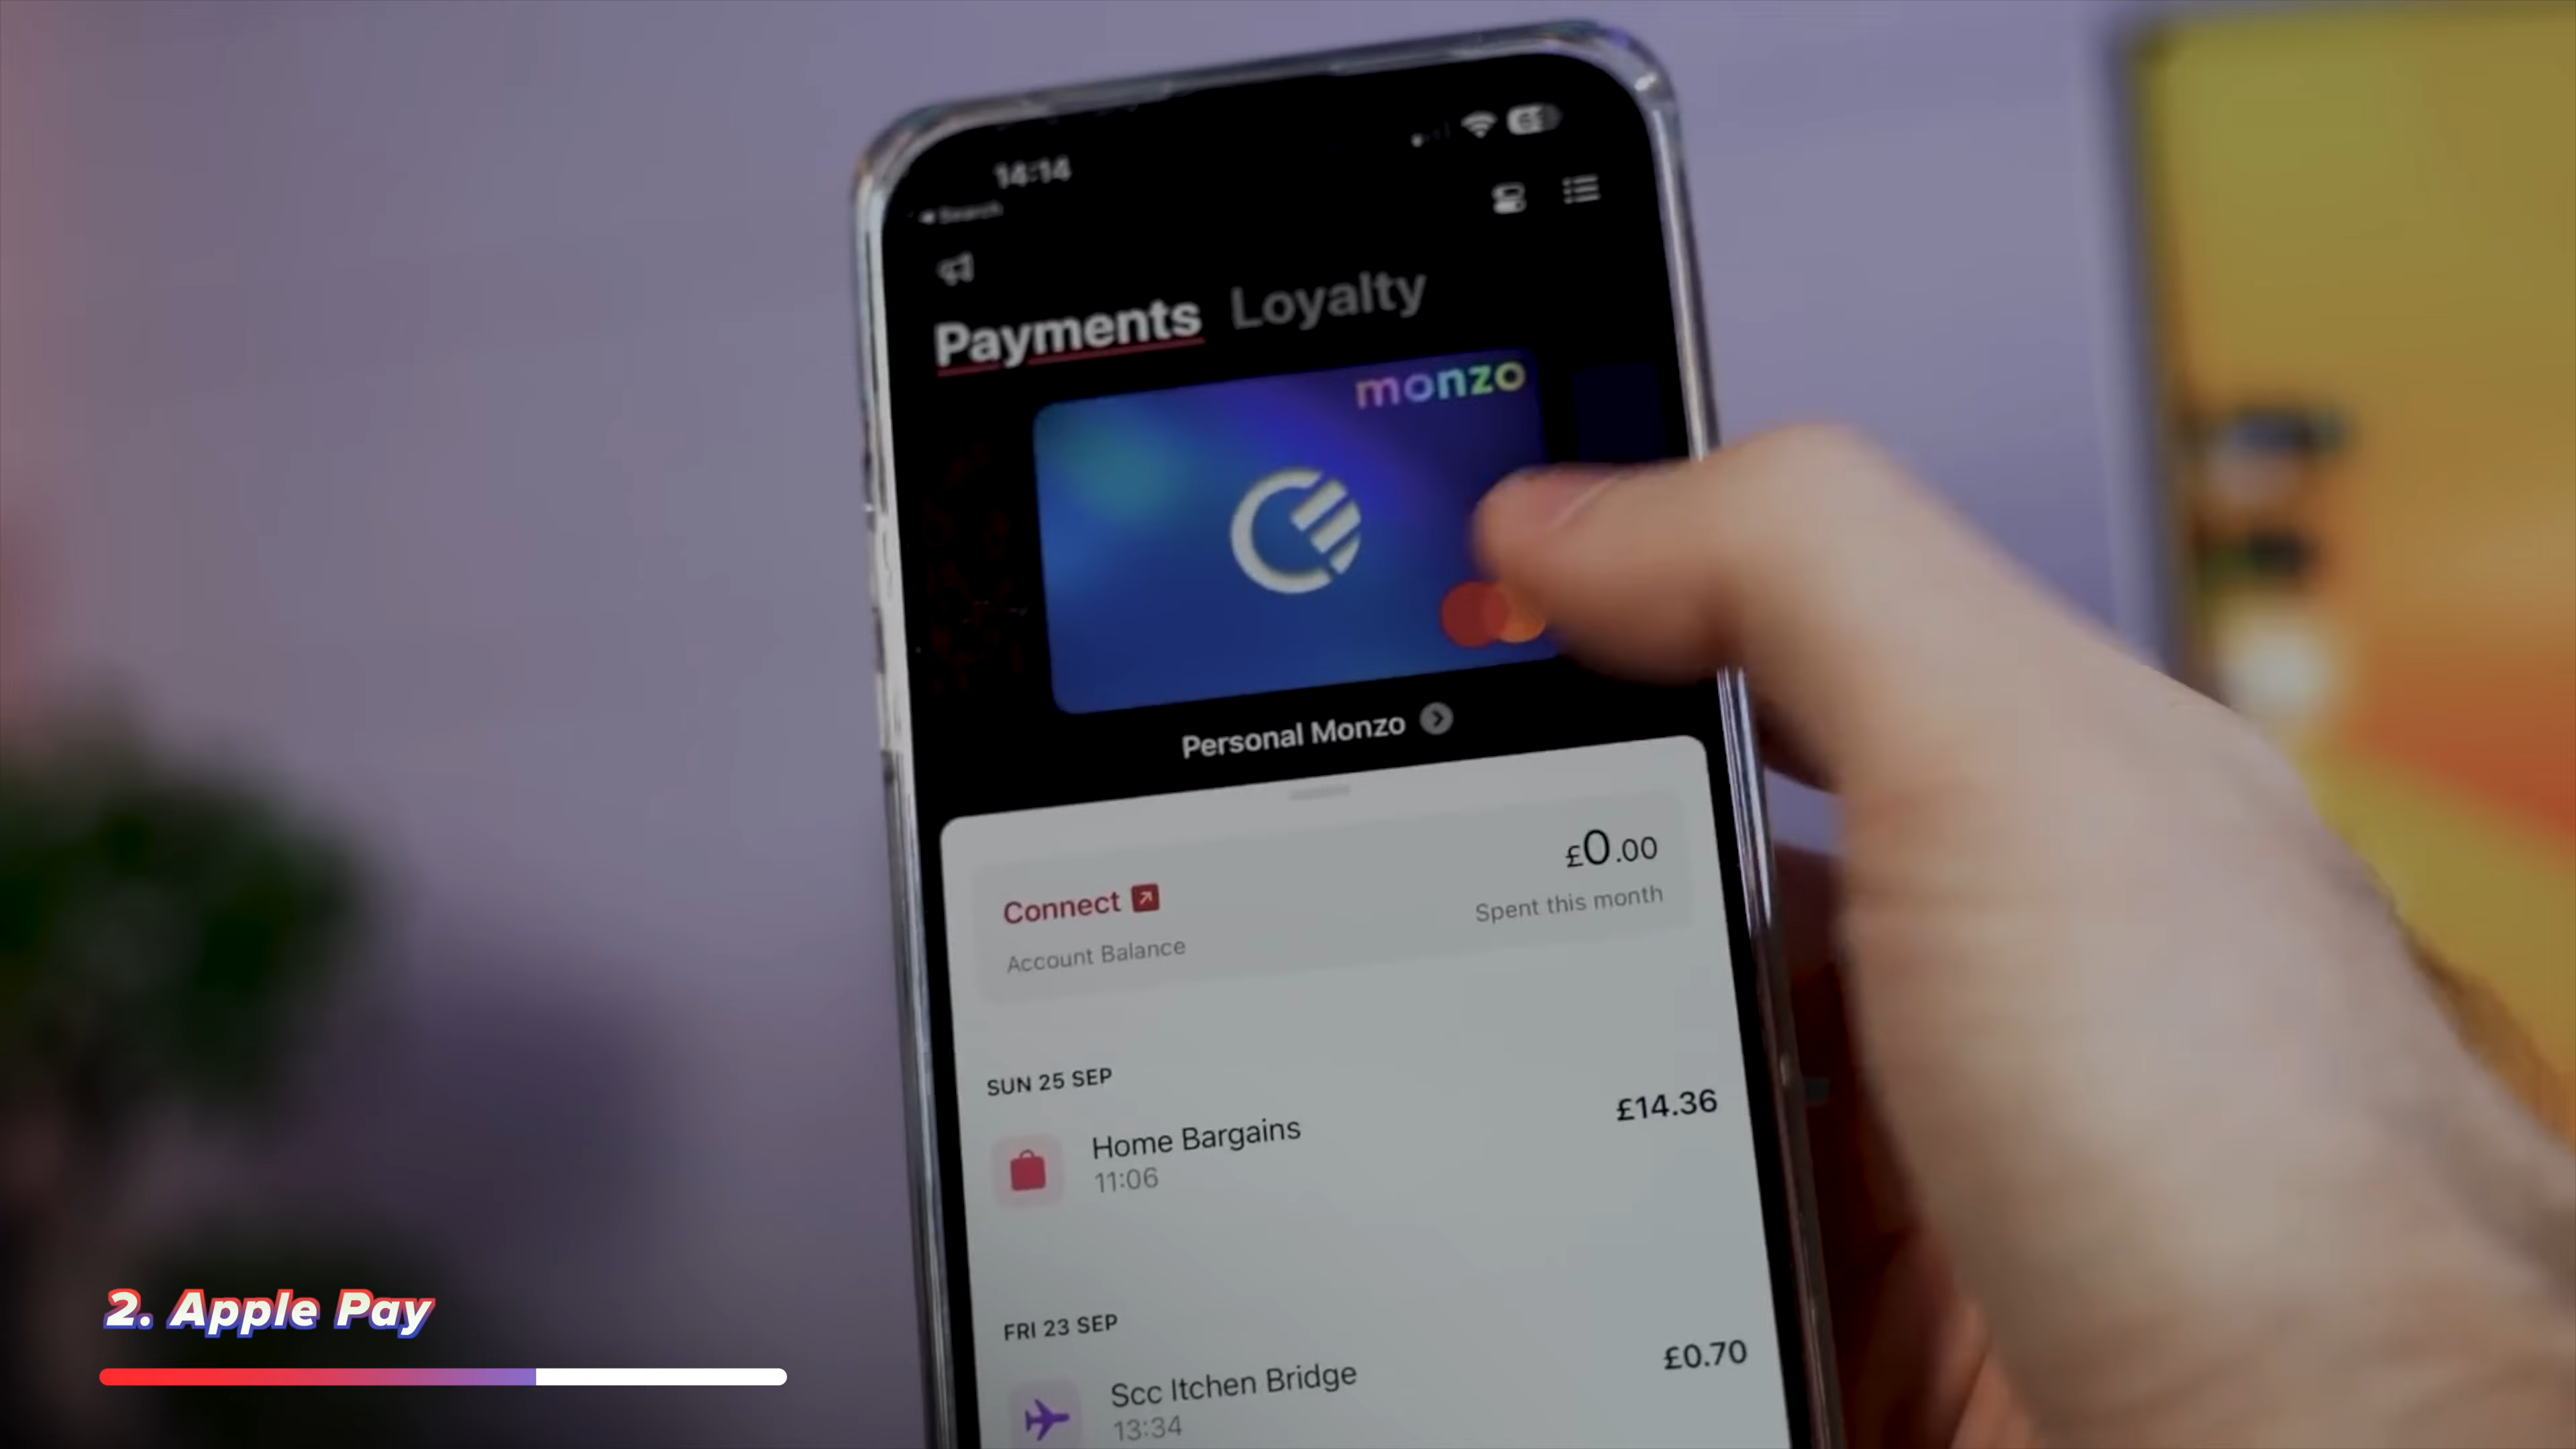 14:14
Search
Payments Loyalty
monzo
Personal Monzo
£0.00
Connect
Spent this month
Account Balance
SUN 25 SEP
Home Bargains £14.36
11:06
FRI 23 SEP
Scc Itchen Bridge £0.70
13:34
2. Apple Pay